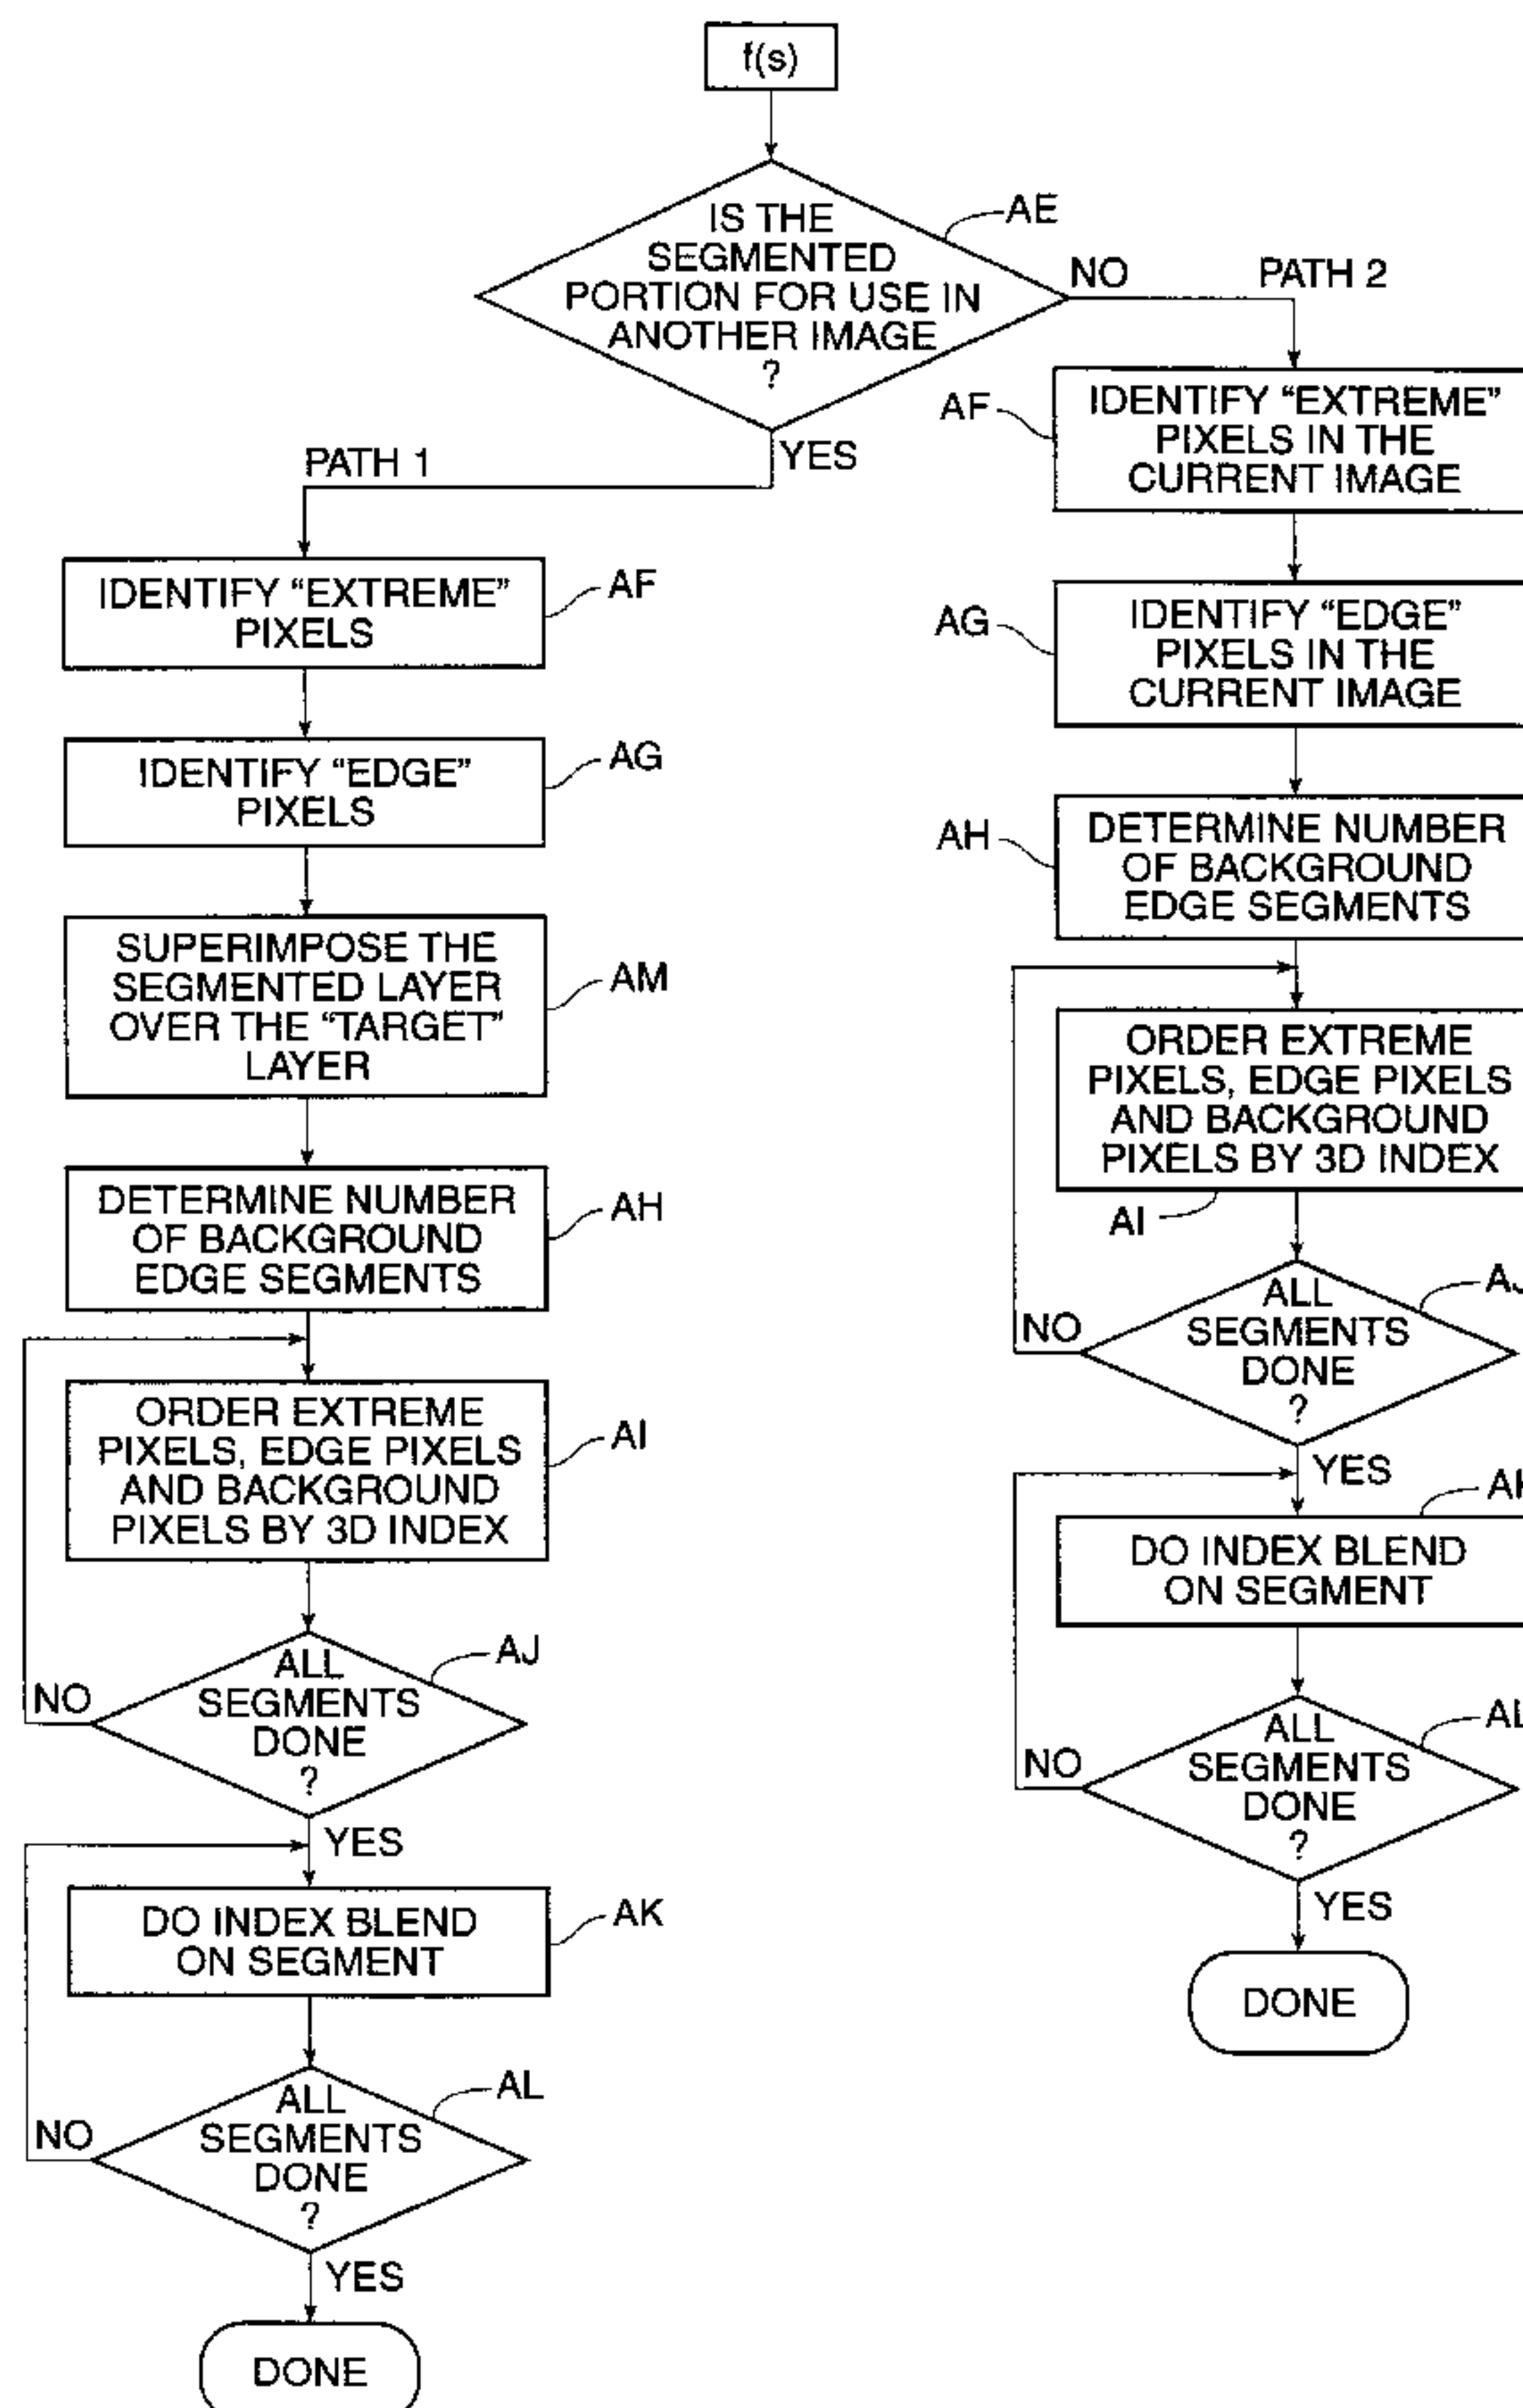 f(s)
IS THE
SEGMENTED
PORTION FOR USE IN
ANOTHER IMAGE
?
AE
NO
PATH 2
YES
PATH 1
IDENTIFY “EXTREME”
PIXELS
AF
IDENTIFY “EDGE”
PIXELS
AG
SUPERIMPOSE THE
SEGMENTED LAYER
OVER THE “TARGET”
LAYER
AM
DETERMINE NUMBER
OF BACKGROUND
EDGE SEGMENTS
AH
ORDER EXTREME
PIXELS, EDGE PIXELS
AND BACKGROUND
PIXELS BY 3D INDEX
AI
ALL
SEGMENTS
DONE
?
AJ
NO
YES
DO INDEX BLEND
ON SEGMENT
AK
ALL
SEGMENTS
DONE
?
AL
NO
YES
DONE
AF
IDENTIFY “EXTREME”
PIXELS IN THE
CURRENT IMAGE
AG
IDENTIFY “EDGE”
PIXELS IN THE
CURRENT IMAGE
AH
DETERMINE NUMBER
OF BACKGROUND
EDGE SEGMENTS
ORDER EXTREME
PIXELS, EDGE PIXELS
AND BACKGROUND
PIXELS BY 3D INDEX
AI
ALL
SEGMENTS
DONE
?
AJ
NO
YES
DO INDEX BLEND
ON SEGMENT
AK
ALL
SEGMENTS
DONE
?
AL
NO
YES
DONE